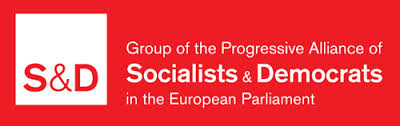 S&D
Group of the Progressive Alliance of
Socialists & Democrats
in the European Parliament